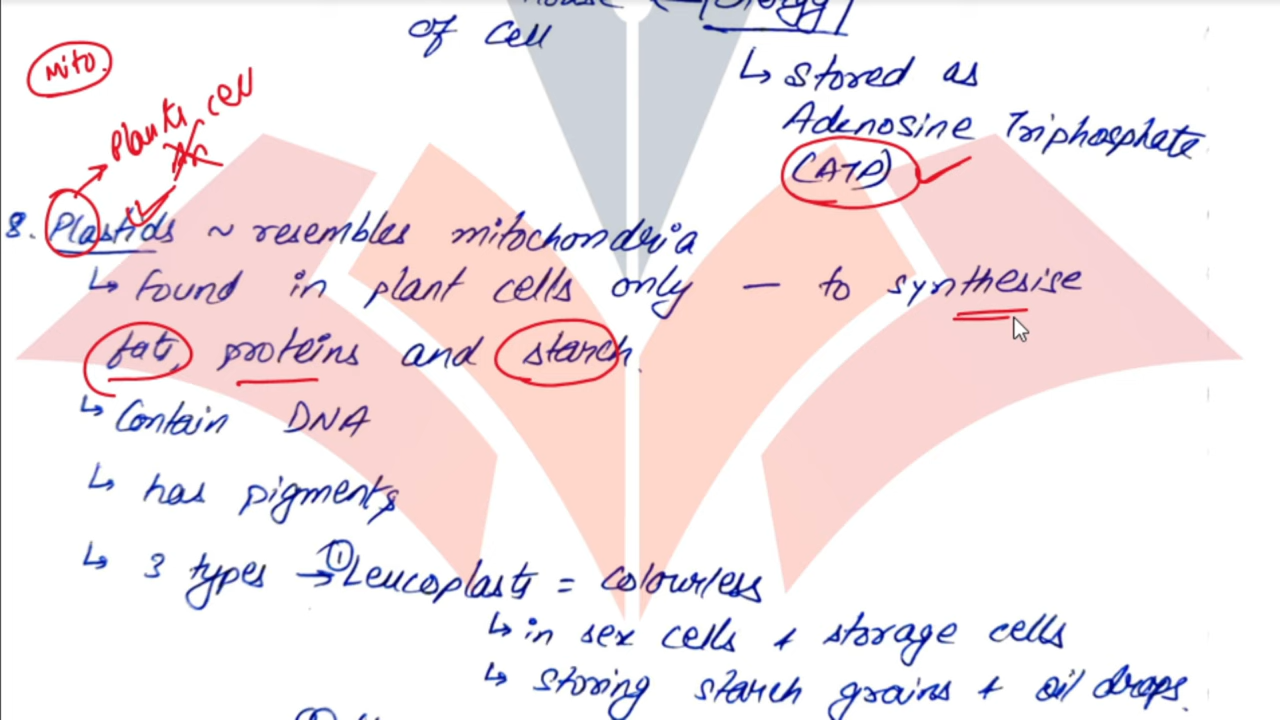 of cell
↳ stored as
Adenosine Triphosphate
(ATP)
Mito.
Plants cell
8. Plastids ~ resembles mitochondria
↳ found in plant cells only — to synthesise
fat, proteins and starch.
↳ Contain DNA
↳ has pigments
↳ 3 types → ① Leucoplasts = colourless
↳ in sex cells + storage cells
↳ storing starch grains + oil drops.